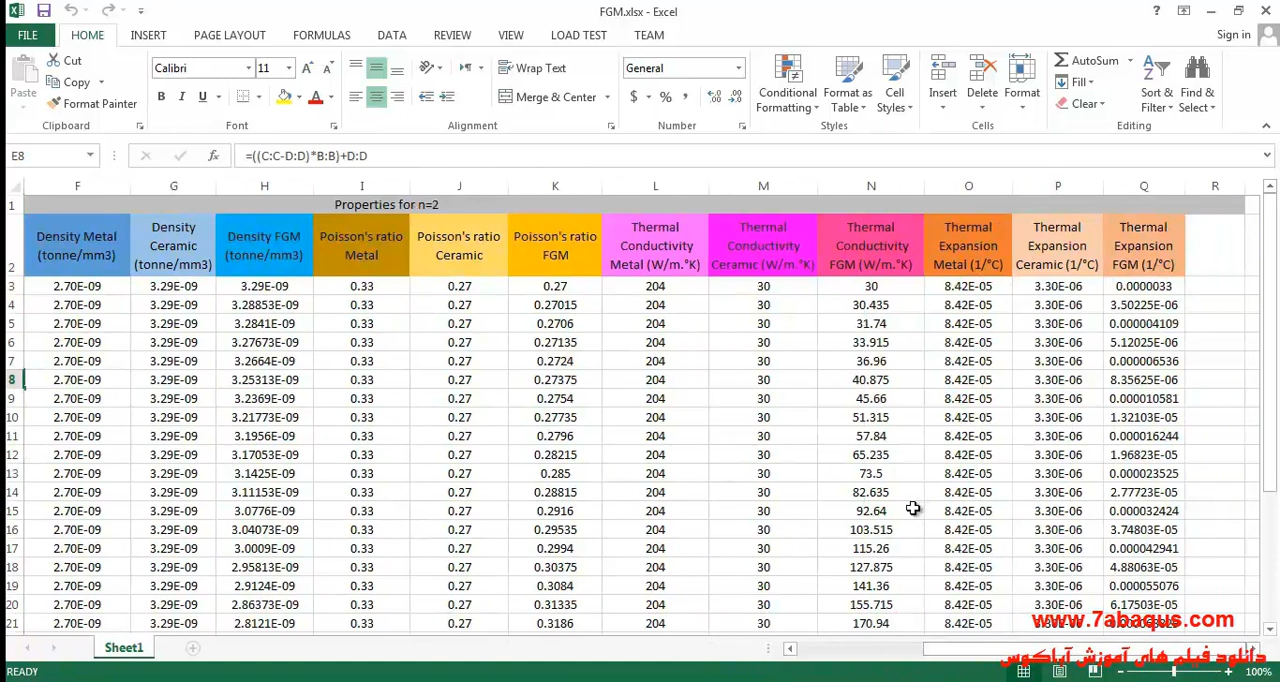 FGM.xlsx - Excel
FILE HOME INSERT PAGE LAYOUT FORMULAS DATA REVIEW VIEW LOAD TEST TEAM Sign in
Paste Cut Copy Format Painter
Calibri 11 B I U
Wrap Text Merge & Center
General $ % ,
Conditional Formatting Format as Table Cell Styles
Insert Delete Format
AutoSum Fill Clear Sort & Filter Find & Select
Clipboard Font Alignment Number Styles Cells Editing
E8 fx =((C:C-D:D)*B:B)+D:D
F G H I J K L M N O P Q R
1 Properties for n=2
2 Density Metal (tonne/mm3) Density Ceramic (tonne/mm3) Density FGM (tonne/mm3) Poisson's ratio Metal Poisson's ratio Ceramic Poisson's ratio FGM Thermal Conductivity Metal (W/m.°K) Thermal Conductivity Ceramic (W/m.°K) Thermal Conductivity FGM (W/m.°K) Thermal Expansion Metal (1/°C) Thermal Expansion Ceramic (1/°C) Thermal Expansion FGM (1/°C)
3 2.70E-09 3.29E-09 3.29E-09 0.33 0.27 0.27 204 30 30 8.42E-05 3.30E-06 0.0000033
4 2.70E-09 3.29E-09 3.28853E-09 0.33 0.27 0.27015 204 30 30.435 8.42E-05 3.30E-06 3.50225E-06
5 2.70E-09 3.29E-09 3.2841E-09 0.33 0.27 0.2706 204 30 31.74 8.42E-05 3.30E-06 0.000004109
6 2.70E-09 3.29E-09 3.27673E-09 0.33 0.27 0.27135 204 30 33.915 8.42E-05 3.30E-06 5.12025E-06
7 2.70E-09 3.29E-09 3.2664E-09 0.33 0.27 0.2724 204 30 36.96 8.42E-05 3.30E-06 0.000006536
8 2.70E-09 3.29E-09 3.25313E-09 0.33 0.27 0.27375 204 30 40.875 8.42E-05 3.30E-06 8.35625E-06
9 2.70E-09 3.29E-09 3.2369E-09 0.33 0.27 0.2754 204 30 45.66 8.42E-05 3.30E-06 0.000010581
10 2.70E-09 3.29E-09 3.21773E-09 0.33 0.27 0.27735 204 30 51.315 8.42E-05 3.30E-06 1.32103E-05
11 2.70E-09 3.29E-09 3.1956E-09 0.33 0.27 0.2796 204 30 57.84 8.42E-05 3.30E-06 0.000016244
12 2.70E-09 3.29E-09 3.17053E-09 0.33 0.27 0.28215 204 30 65.235 8.42E-05 3.30E-06 1.96823E-05
13 2.70E-09 3.29E-09 3.1425E-09 0.33 0.27 0.285 204 30 73.5 8.42E-05 3.30E-06 0.000023525
14 2.70E-09 3.29E-09 3.11153E-09 0.33 0.27 0.28815 204 30 82.635 8.42E-05 3.30E-06 2.77723E-05
15 2.70E-09 3.29E-09 3.0776E-09 0.33 0.27 0.2916 204 30 92.64 8.42E-05 3.30E-06 0.000032424
16 2.70E-09 3.29E-09 3.04073E-09 0.33 0.27 0.29535 204 30 103.515 8.42E-05 3.30E-06 3.74803E-05
17 2.70E-09 3.29E-09 3.0009E-09 0.33 0.27 0.2994 204 30 115.26 8.42E-05 3.30E-06 0.000042941
18 2.70E-09 3.29E-09 2.95813E-09 0.33 0.27 0.30375 204 30 127.875 8.42E-05 3.30E-06 4.88063E-05
19 2.70E-09 3.29E-09 2.9124E-09 0.33 0.27 0.3084 204 30 141.36 8.42E-05 3.30E-06 0.000055076
20 2.70E-09 3.29E-09 2.86373E-09 0.33 0.27 0.31335 204 30 155.715 8.42E-05 3.30E-06 6.17503E-05
21 2.70E-09 3.29E-09 2.8121E-09 0.33 0.27 0.3186 204 30 170.94 8.42E-05
www.7abaqus.com
Sheet1
دانلود فیلم های آموزش آباکوس
READY 100%